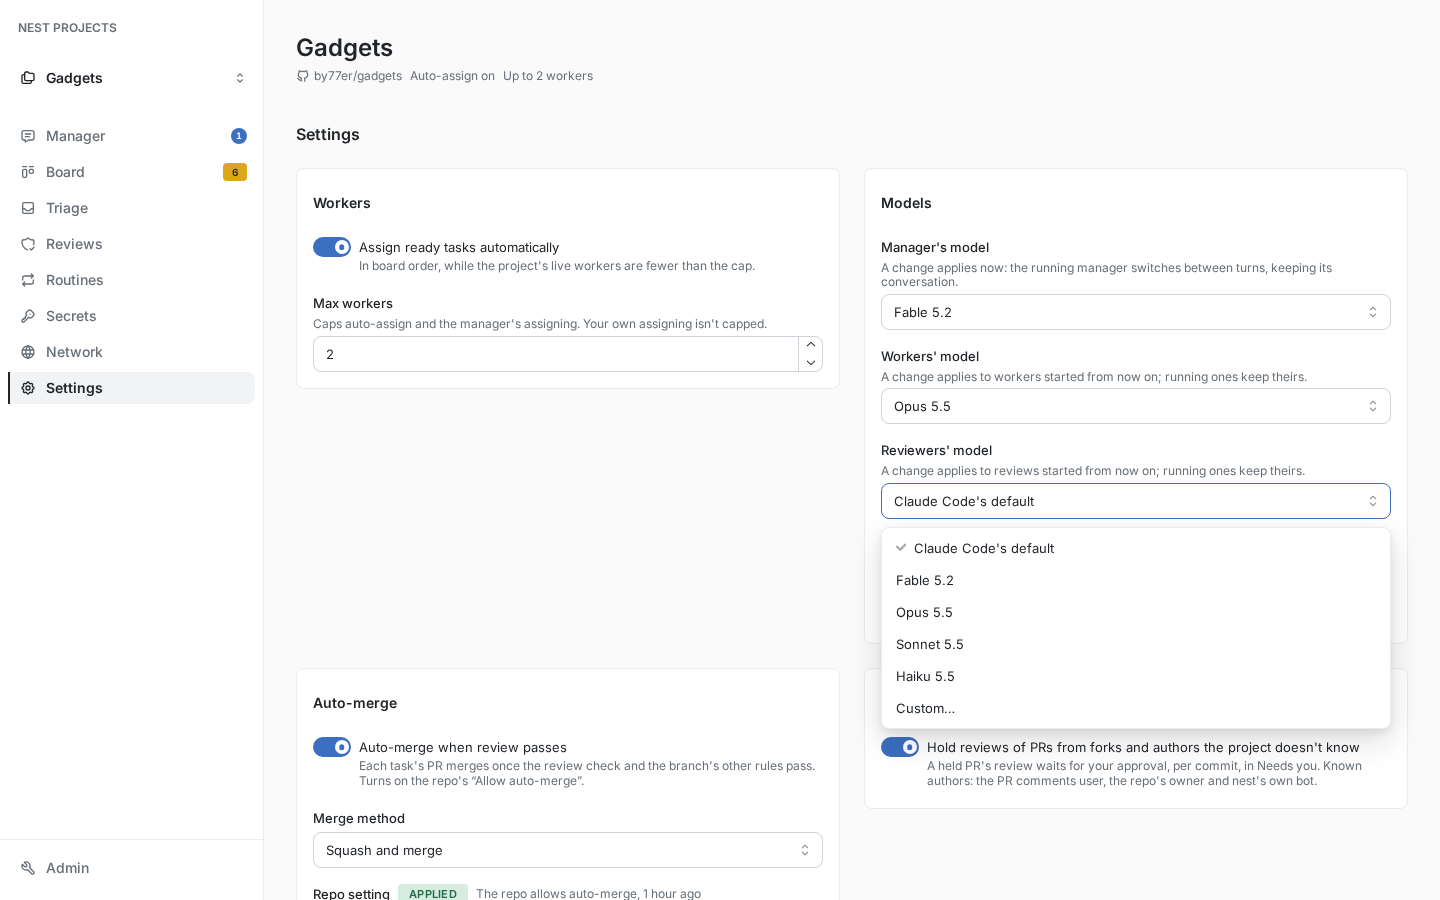 NEST PROJECTS
Gadgets
Manager
1
Board
6
Triage
Reviews
Routines
Secrets
Network
Settings
Admin
Gadgets
by77er/gadgets Auto-assign on Up to 2 workers
Settings
Workers
Assign ready tasks automatically
In board order, while the project's live workers are fewer than the cap.
Max workers
Caps auto-assign and the manager's assigning. Your own assigning isn't capped.
2
Models
Manager's model
A change applies now: the running manager switches between turns, keeping its
conversation.
Fable 5.2
Workers' model
A change applies to workers started from now on; running ones keep theirs.
Opus 5.5
Reviewers' model
A change applies to reviews started from now on; running ones keep theirs.
Claude Code's default
Claude Code's default
Fable 5.2
Opus 5.5
Sonnet 5.5
Haiku 5.5
Custom…
Auto-merge
Auto-merge when review passes
Each task's PR merges once the review check and the branch's other rules pass.
Turns on the repo's “Allow auto-merge”.
Merge method
Squash and merge
Repo setting APPLIED The repo allows auto-merge, 1 hour ago
Hold reviews of PRs from forks and authors the project doesn't know
A held PR's review waits for your approval, per commit, in Needs you. Known
authors: the PR comments user, the repo's owner and nest's own bot.